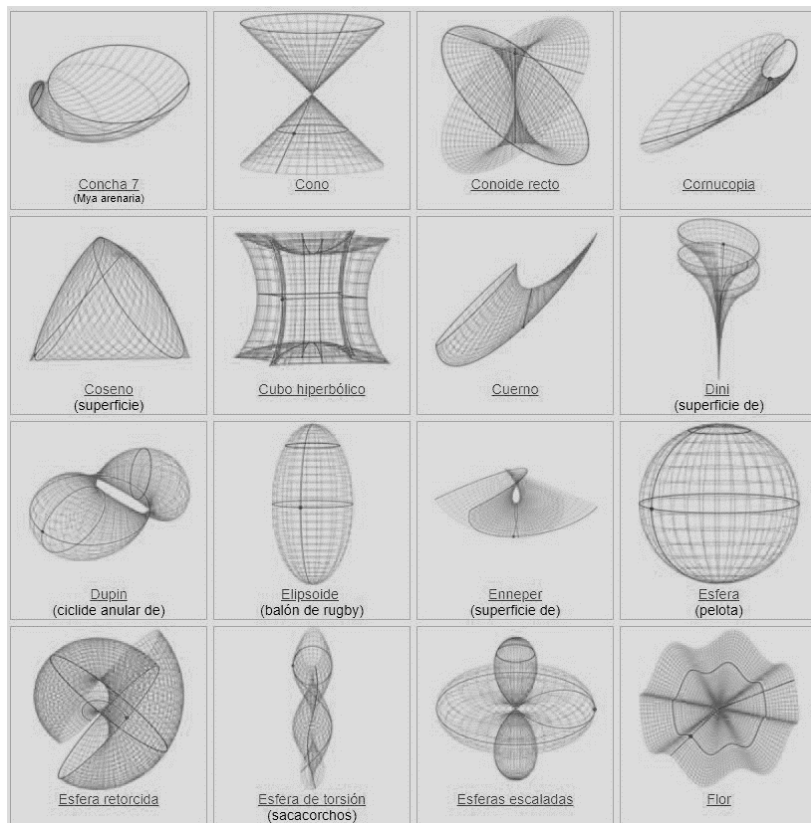 Concha 7
(Mya arenaria)
Cono
Conoide recto
Cornucopia
Coseno
(superficie)
Cubo hiperbólico
Cuerno
Dini
(superficie de)
Dupin
(ciclide anular de)
Elipsoide
(balón de rugby)
Enneper
(superficie de)
Esfera
(pelota)
Esfera retorcida
Esfera de torsión
(sacacorchos)
Esferas escaladas
Flor